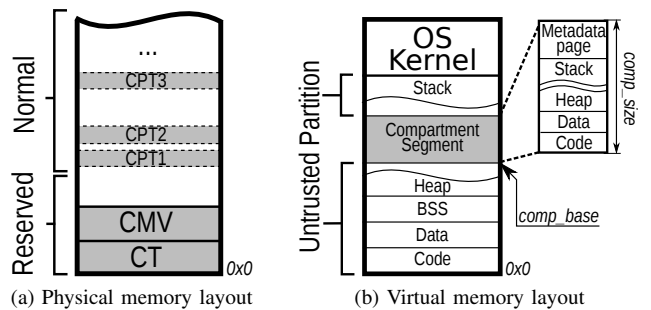 Normal
Reserved
...
CPT3
CPT2
CPT1
CMV
CT
0x0
(a) Physical memory layout
Untrusted Partition
OS
Kernel
Stack
Compartment
Segment
Heap
BSS
Data
Code
0x0
comp_base
Metadata
page
Stack
Heap
Data
Code
comp_size
(b) Virtual memory layout